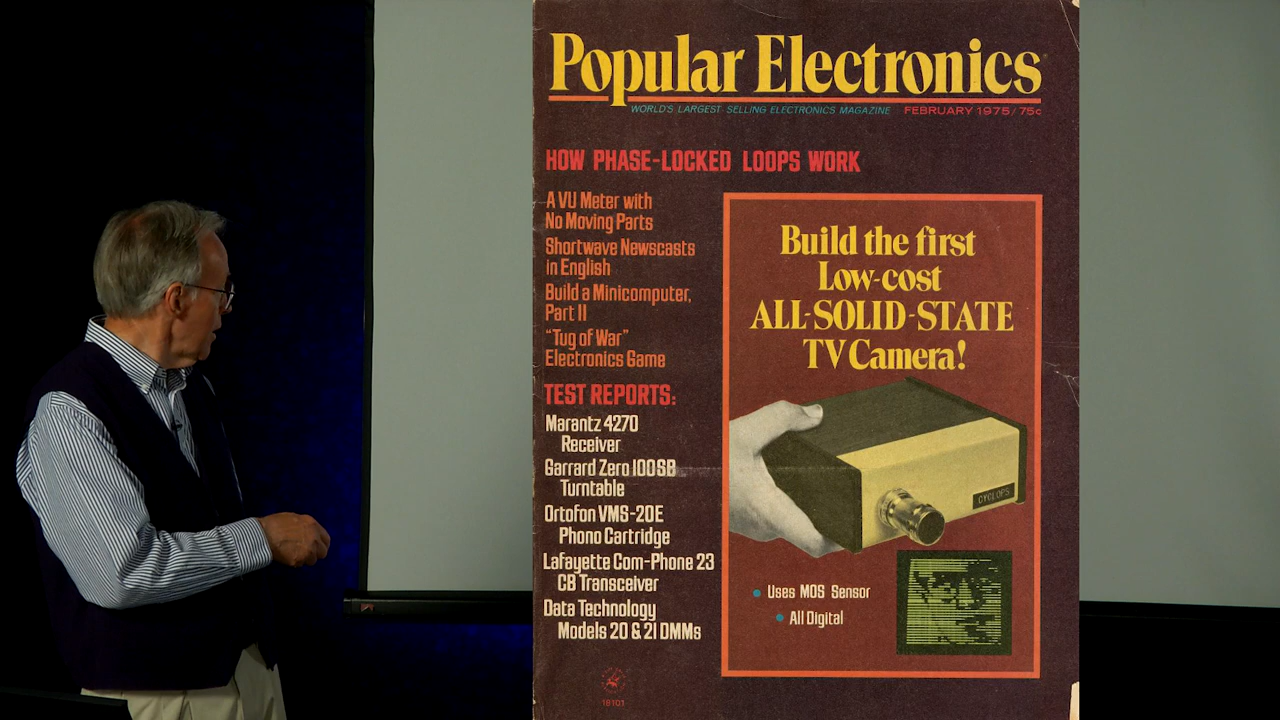 Popular Electronics
WORLD'S LARGEST-SELLING ELECTRONICS MAGAZINE FEBRUARY 1975/75¢
HOW PHASE-LOCKED LOOPS WORK
A VU Meter with
No Moving Parts
Shortwave Newscasts
in English
Build a Minicomputer,
Part II
"Tug of War"
Electronics Game
TEST REPORTS:
Marantz 4270
Receiver
Garrard Zero 100SB
Turntable
Ortofon VMS-20E
Phono Cartridge
Lafayette Com-Phone 23
CB Transceiver
Data Technology
Models 20 & 21 DMMs
18101
Build the first
Low-cost
ALL-SOLID-STATE
TV Camera!
CYCLOPS
Uses MOS Sensor
All Digital